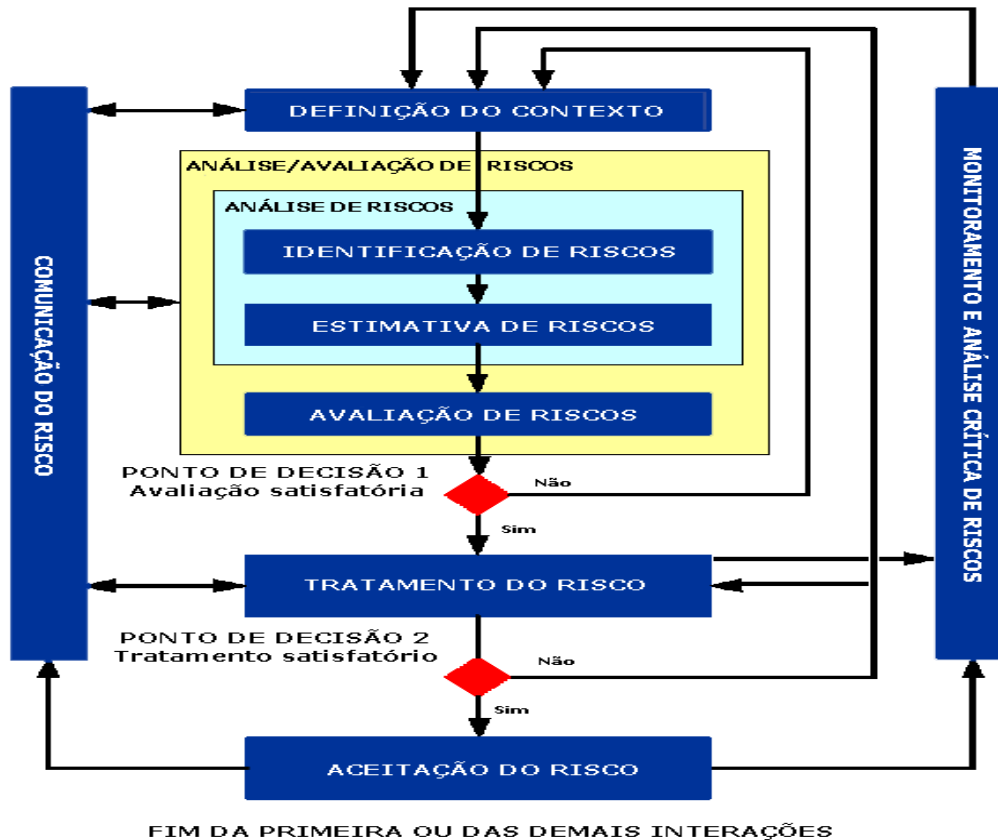 DEFINIÇÃO DO CONTEXTO
ANÁLISE/AVALIAÇÃO DE RISCOS
ANÁLISE DE RISCOS
IDENTIFICAÇÃO DE RISCOS
ESTIMATIVA DE RISCOS
AVALIAÇÃO DE RISCOS
PONTO DE DECISÃO 1
Avaliação satisfatória
Não
Sim
TRATAMENTO DO RISCO
PONTO DE DECISÃO 2
Tratamento satisfatório
Não
Sim
ACEITAÇÃO DO RISCO
COMUNICAÇÃO DO RISCO
MONITORAMENTO E ANÁLISE CRÍTICA DE RISCOS
FIM DA PRIMEIRA OU DAS DEMAIS INTERAÇÕES